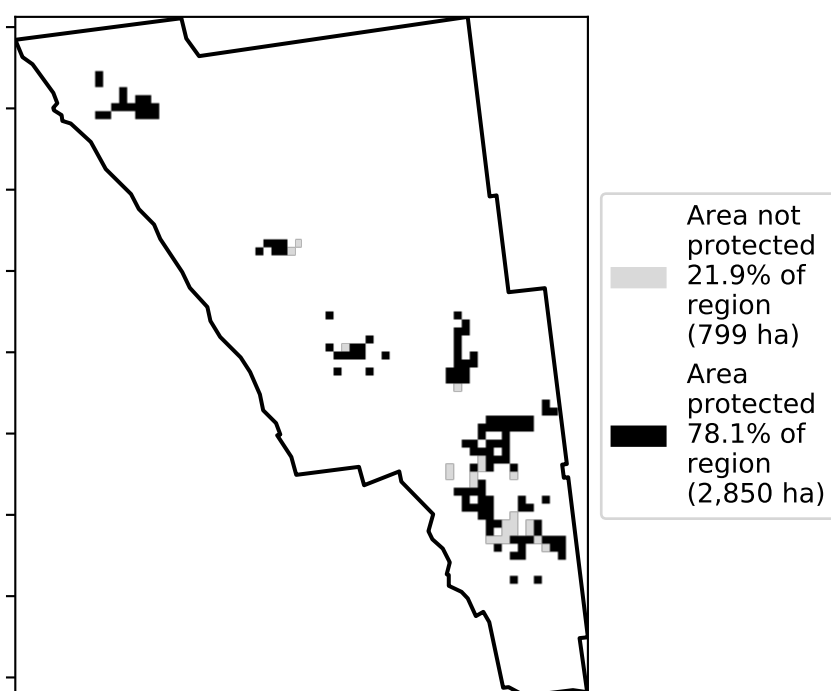 Area not
protected
21.9% of
region
(799 ha)
Area
protected
78.1% of
region
(2,850 ha)